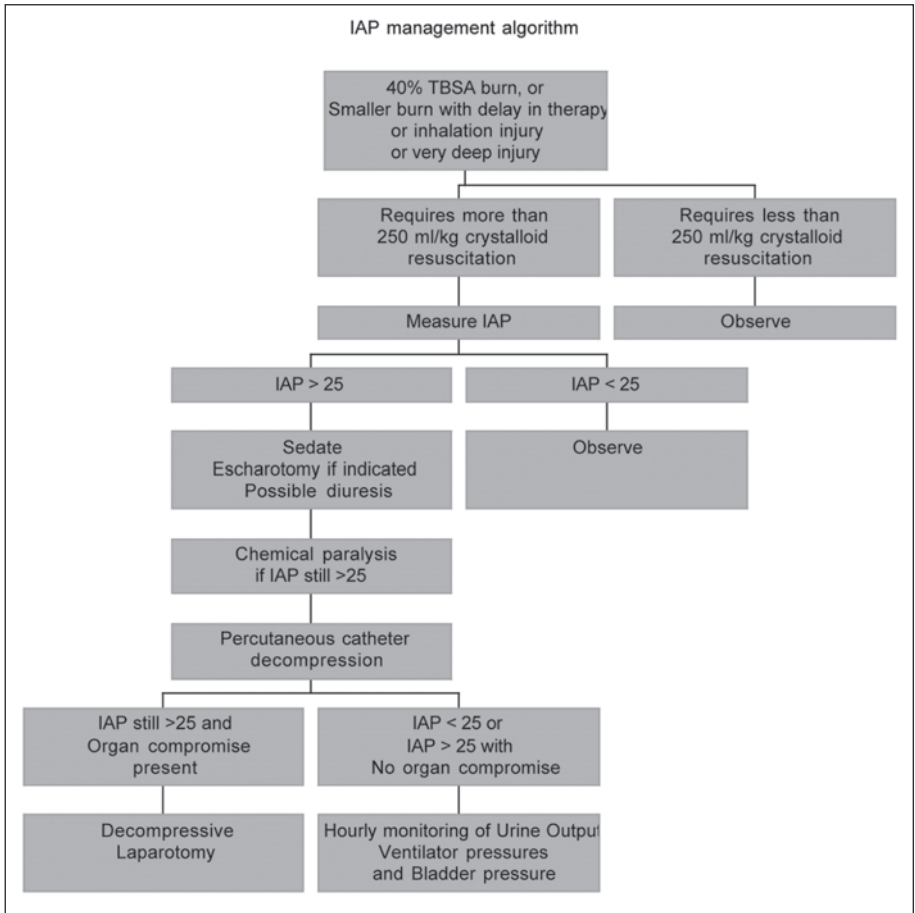 IAP management algorithm
40% TBSA burn, or
Smaller burn with delay in therapy
or inhalation injury
or very deep injury
Requires more than
250 ml/kg crystalloid
resuscitation
Requires less than
250 ml/kg crystalloid
resuscitation
Measure IAP
Observe
IAP > 25
IAP < 25
Sedate
Escharotomy if indicated
Possible diuresis
Observe
Chemical paralysis
if IAP still >25
Percutaneous catheter
decompression
IAP still >25 and
Organ compromise
present
IAP < 25 or
IAP > 25 with
No organ compromise
Decompressive
Laparotomy
Hourly monitoring of Urine Output
Ventilator pressures
and Bladder pressure